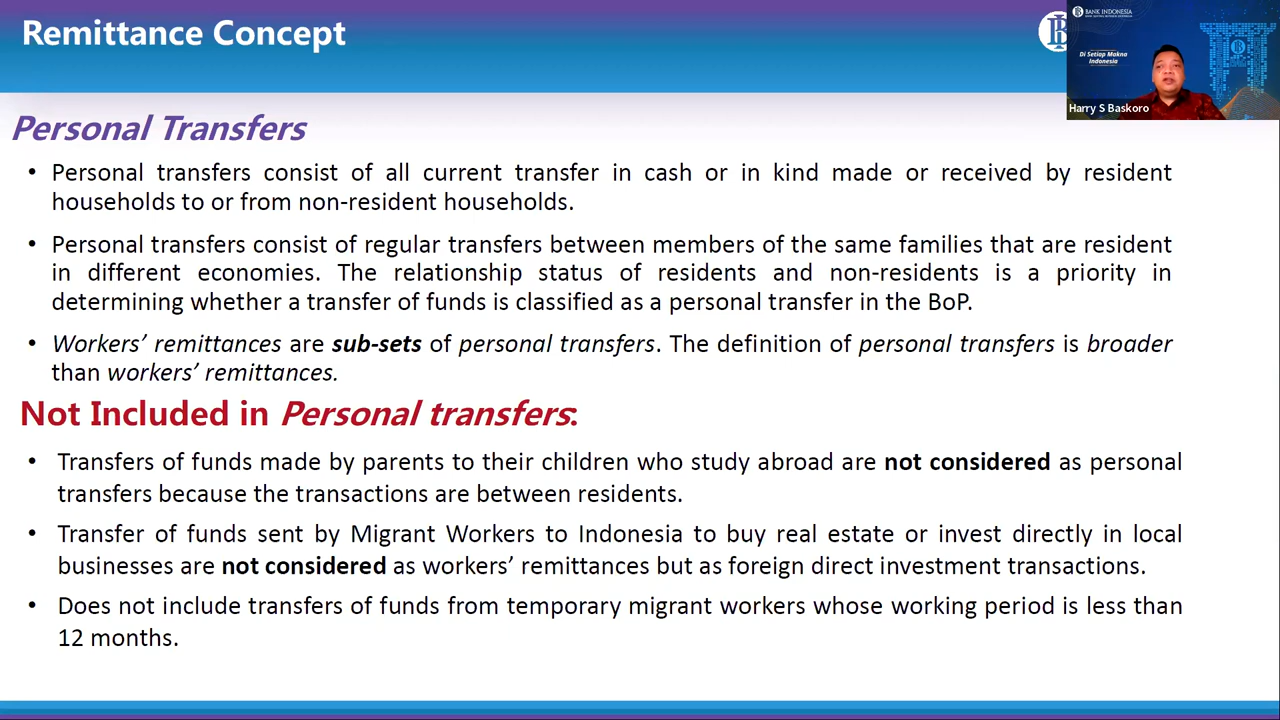 Remittance Concept
BANK INDONESIA
Di Setiap Makna
Indonesia
Harry S Baskoro
Personal Transfers
• Personal transfers consist of all current transfer in cash or in kind made or received by resident
households to or from non-resident households.
• Personal transfers consist of regular transfers between members of the same families that are resident
in different economies. The relationship status of residents and non-residents is a priority in
determining whether a transfer of funds is classified as a personal transfer in the BoP.
• Workers’ remittances are sub-sets of personal transfers. The definition of personal transfers is broader
than workers’ remittances.
Not Included in Personal transfers:
• Transfers of funds made by parents to their children who study abroad are not considered as personal
transfers because the transactions are between residents.
• Transfer of funds sent by Migrant Workers to Indonesia to buy real estate or invest directly in local
businesses are not considered as workers’ remittances but as foreign direct investment transactions.
• Does not include transfers of funds from temporary migrant workers whose working period is less than
12 months.